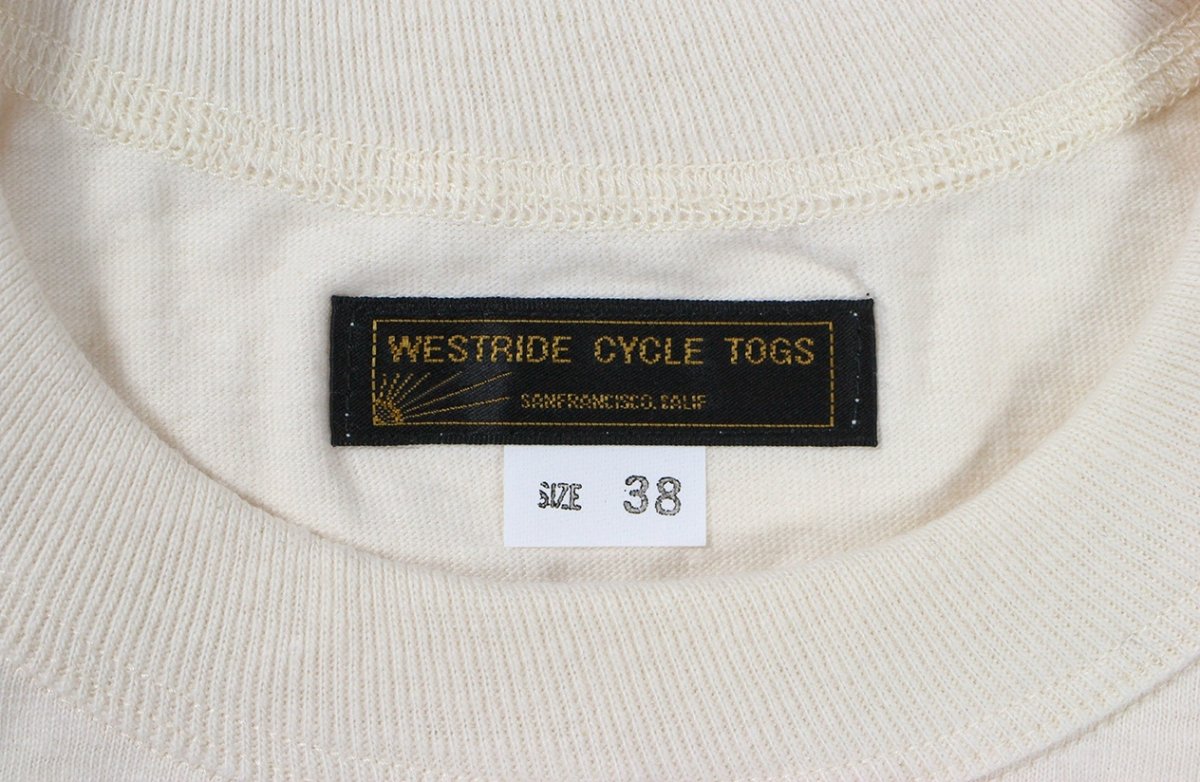 WESTRIDE CYCLE TOGS
SANFRANCISCO.CALIF
SIZE 38